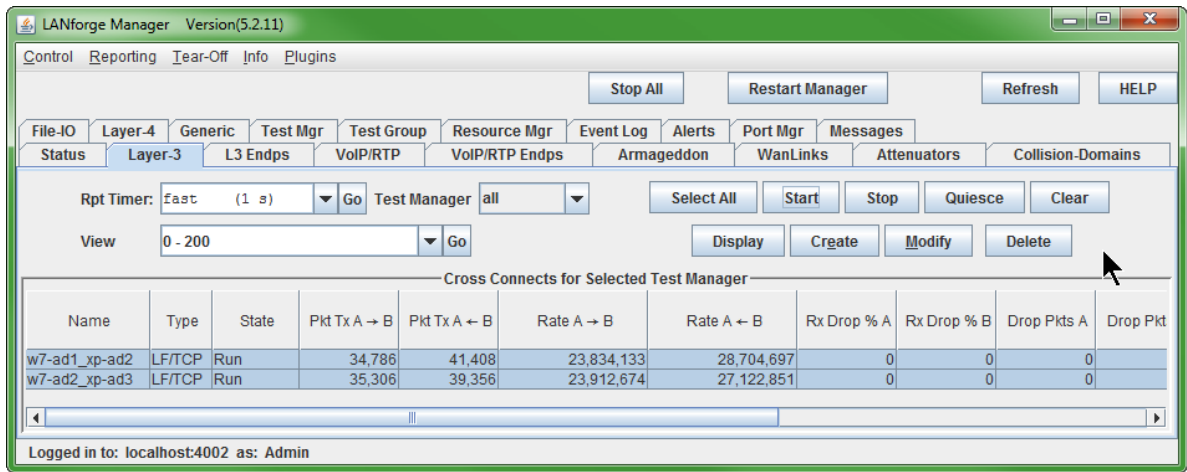 LANforge Manager Version(5.2.11)
Control Reporting Tear-Off Info Plugins
Stop All Restart Manager Refresh HELP
File-IO Layer-4 Generic Test Mgr Test Group Resource Mgr Event Log Alerts Port Mgr Messages
Status Layer-3 L3 Endps VoIP/RTP VoIP/RTP Endps Armageddon WanLinks Attenuators Collision-Domains
Rpt Timer: fast (1 s) Go Test Manager all Select All Start Stop Quiesce Clear
View 0 - 200 Go Display Create Modify Delete
Cross Connects for Selected Test Manager
Name Type State Pkt Tx A → B Pkt Tx A ← B Rate A → B Rate A ← B Rx Drop % A Rx Drop % B Drop Pkts A Drop Pkt
w7-ad1_xp-ad2 LF/TCP Run 34,786 41,408 23,834,133 28,704,697 0 0 0
w7-ad2_xp-ad3 LF/TCP Run 35,306 39,356 23,912,674 27,122,851 0 0 0
Logged in to: localhost:4002 as: Admin